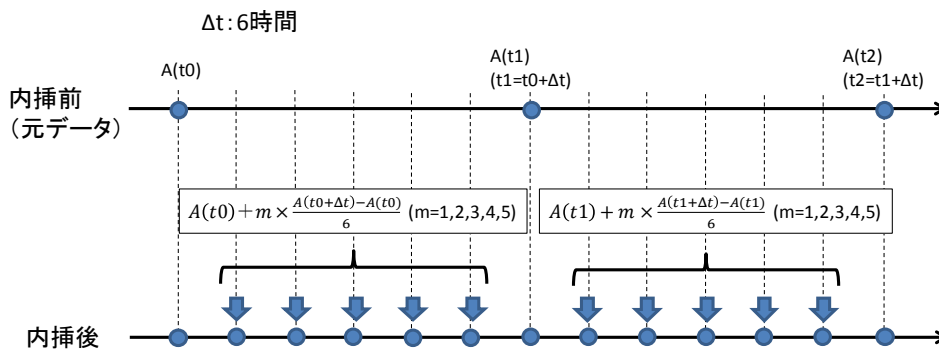 Δt:6時間
A(t0)
A(t1)
(t1=t0+Δt)
A(t2)
(t2=t1+Δt)
内挿前
(元データ)
A(t0)+m×\frac{A(t0+Δt)−A(t0)}{6} (m=1,2,3,4,5)
A(t1)+m×\frac{A(t1+Δt)−A(t1)}{6} (m=1,2,3,4,5)
内挿後